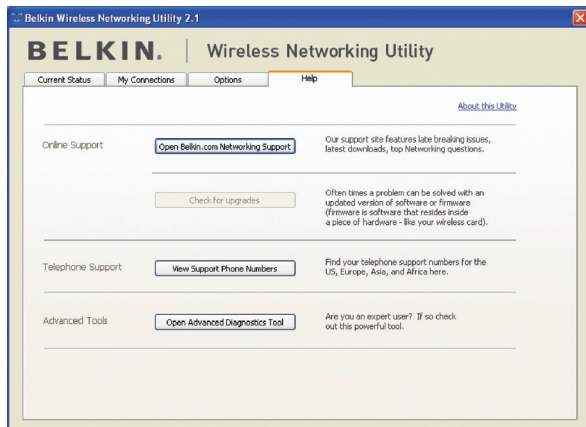 Belkin Wireless Networking Utility 2.1
BELKIN. Wireless Networking Utility
Current Status My Connections Options Help
About this Utility
Online Support
Open Belkin.com Networking Support
Our support site features late breaking issues,
latest downloads, top Networking questions.
Check for upgrades
Often times a problem can be solved with an
updated version of software or firmware
(firmware is software that resides inside
a piece of hardware - like your wireless card).
Telephone Support
View Support Phone Numbers
Find your telephone support numbers for the
US, Europe, Asia, and Africa here.
Advanced Tools
Open Advanced Diagnostics Tool
Are you an expert user? If so check
out this powerful tool.